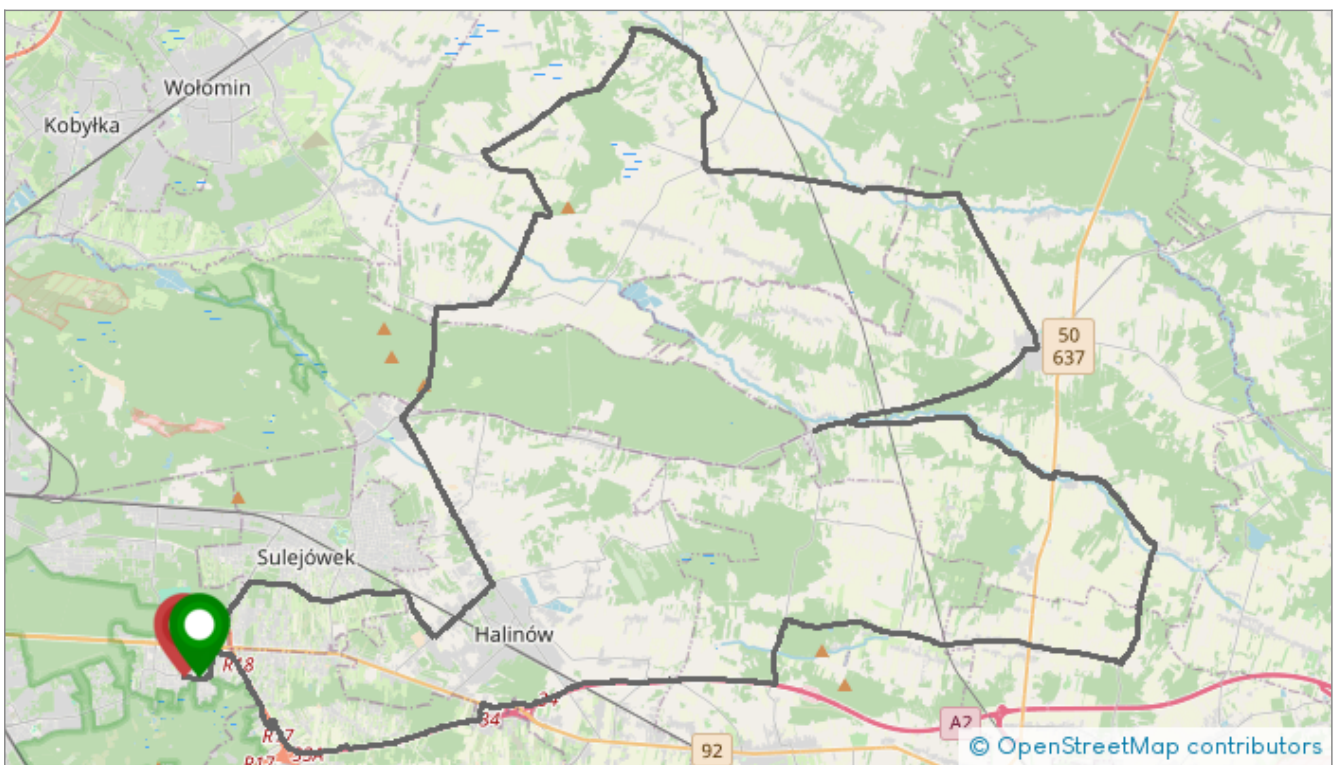 Wołomin
Kobyłka
50
637
Sulejówek
Halinów
R18
34
34
R17
33A
R17
A2
92
© OpenStreetMap contributors